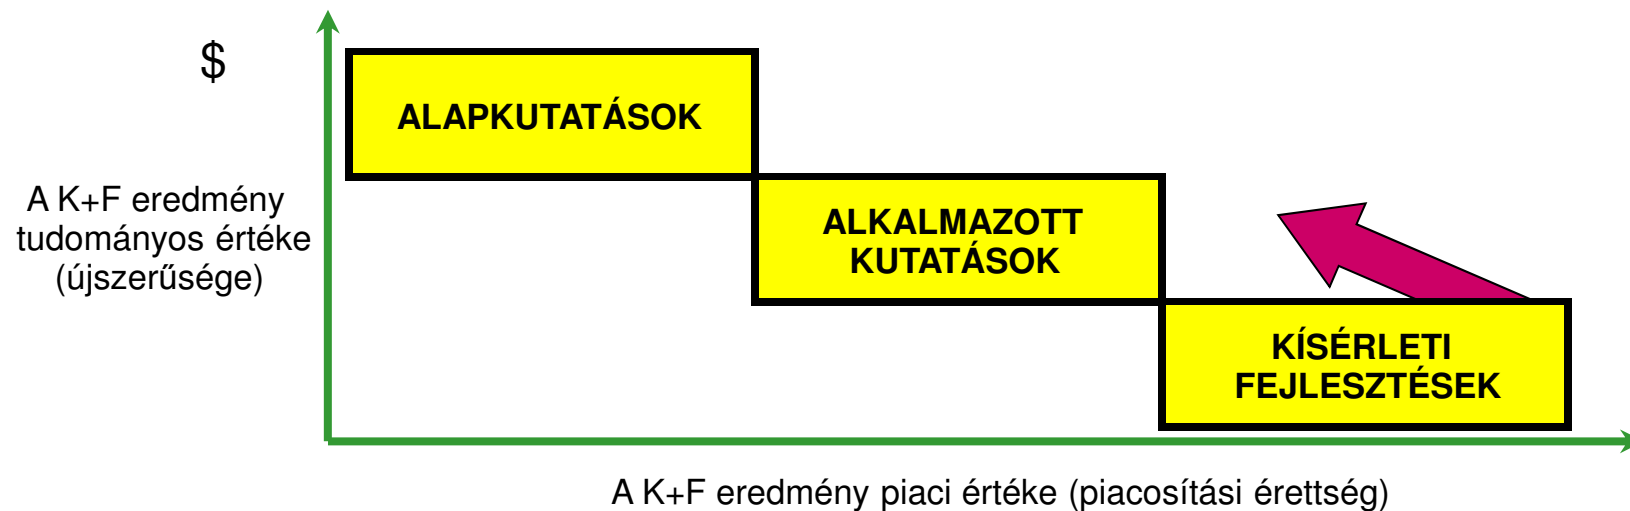 $
ALAPKUTATÁSOK
A K+F eredmény
tudományos értéke
(újszerűsége)
ALKALMAZOTT
KUTATÁSOK
KÍSÉRLETI
FEJLESZTÉSEK
A K+F eredmény piaci értéke (piacosítási érettség)